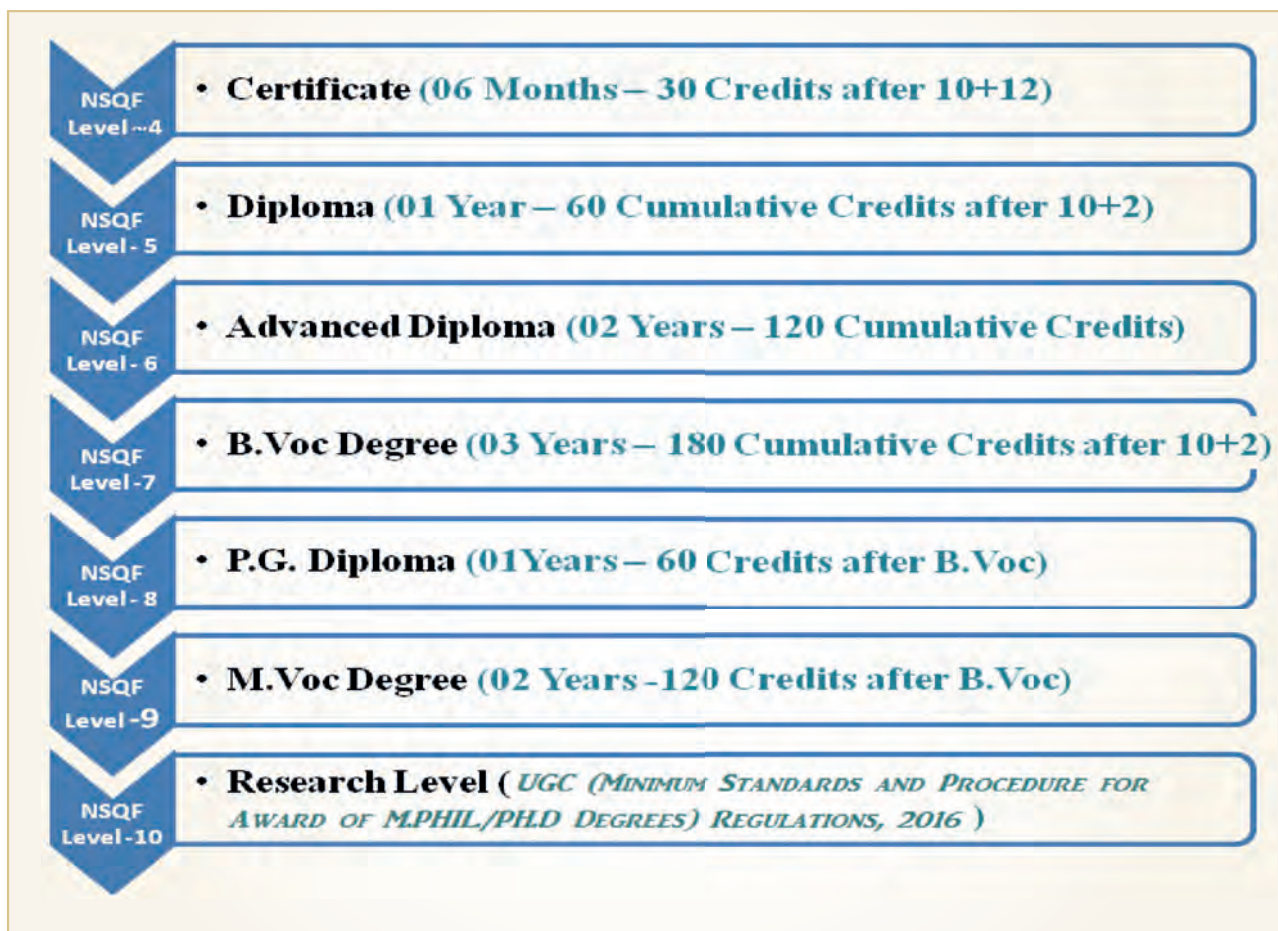 NSQF
Level~4
• Certificate (06 Months – 30 Credits after 10+12)
NSQF
Level- 5
• Diploma (01 Year – 60 Cumulative Credits after 10+2)
NSQF
Level- 6
• Advanced Diploma (02 Years – 120 Cumulative Credits)
NSQF
Level-7
• B.Voc Degree (03 Years – 180 Cumulative Credits after 10+2)
NSQF
Level- 8
• P.G. Diploma (01Years – 60 Credits after B.Voc)
NSQF
Level-9
• M.Voc Degree (02 Years -120 Credits after B.Voc)
NSQF
Level-10
• Research Level ( UGC (MINIMUM STANDARDS AND PROCEDURE FOR
AWARD OF M.PHIL./PH.D DEGREES) REGULATIONS, 2016 )